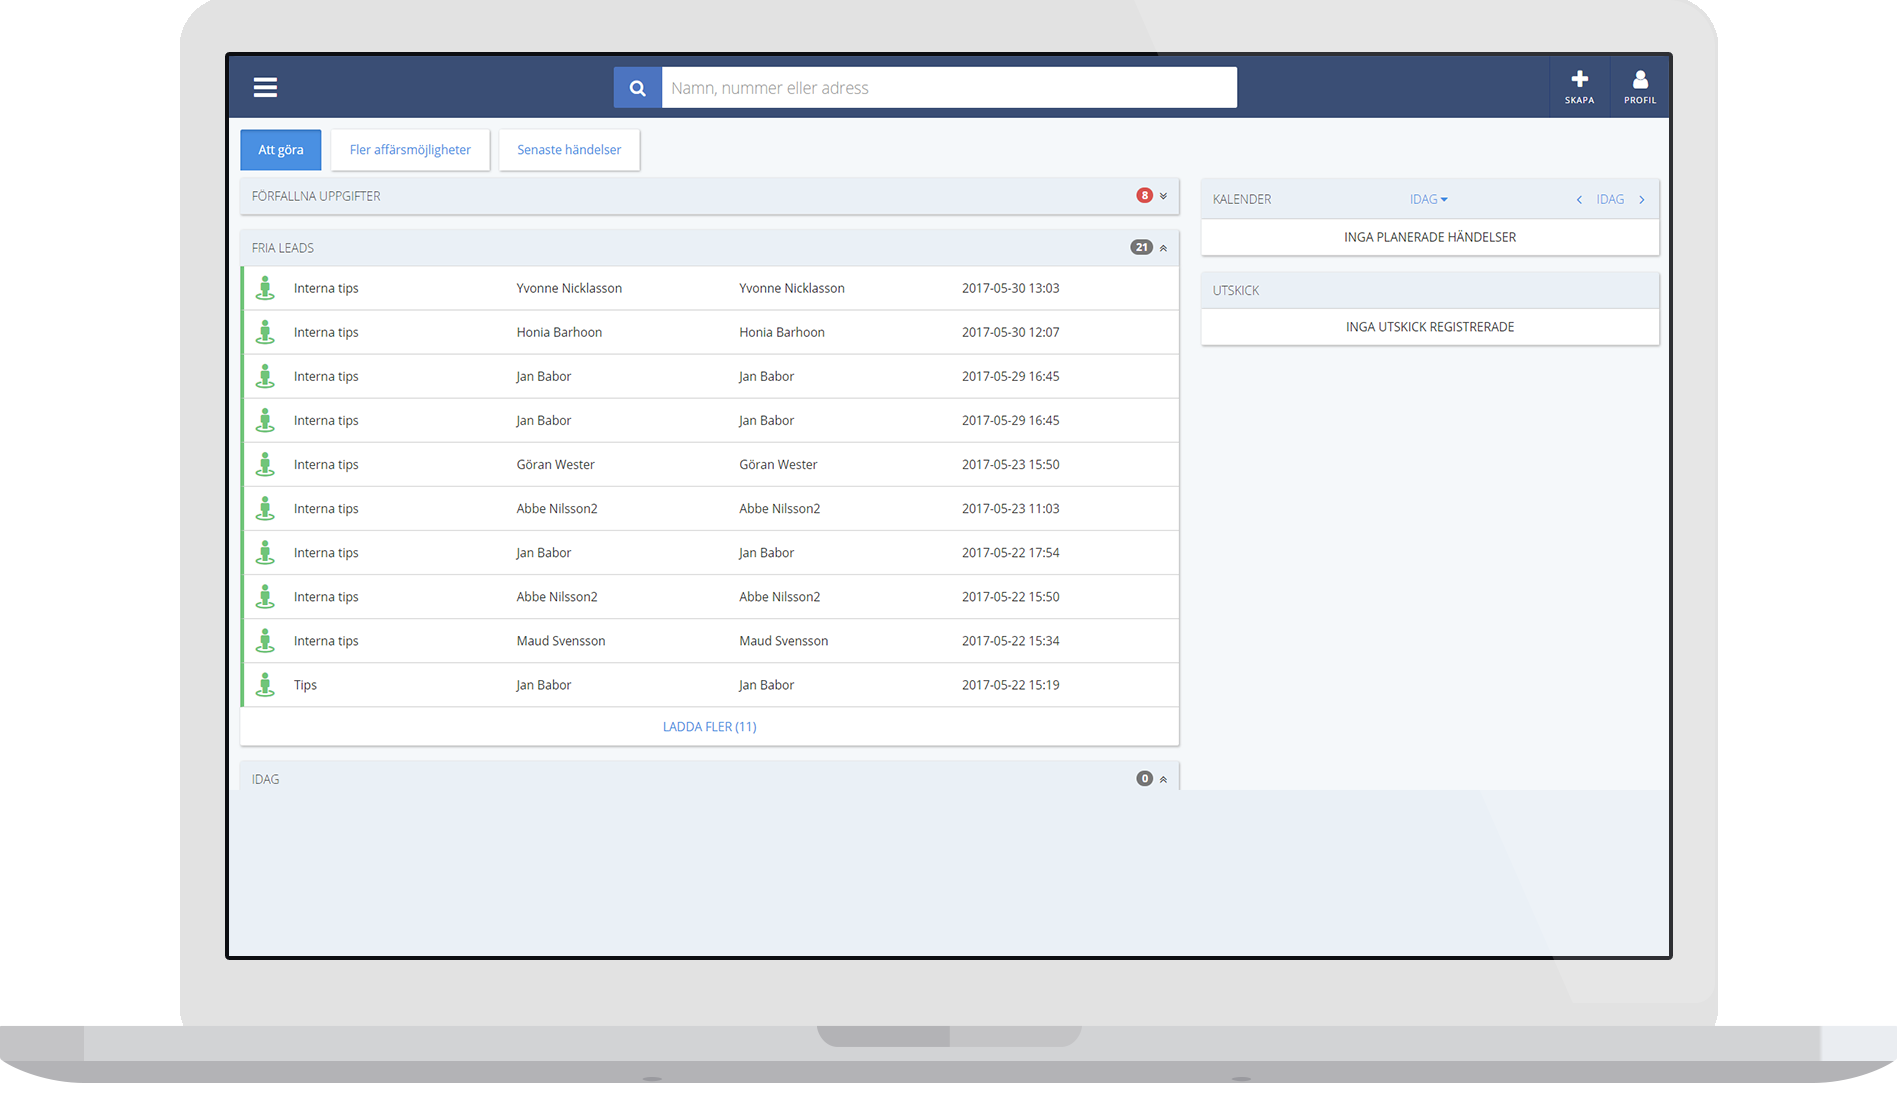 Namn, nummer eller adress
SKAPA
PROFIL
Att göra
Fler affärsmöjligheter
Senaste händelser
FÖRFALLNA UPPGIFTER 8
FRIA LEADS 21
Interna tips Yvonne Nicklasson Yvonne Nicklasson 2017-05-30 13:03
Interna tips Honia Barhoon Honia Barhoon 2017-05-30 12:07
Interna tips Jan Babor Jan Babor 2017-05-29 16:45
Interna tips Jan Babor Jan Babor 2017-05-29 16:45
Interna tips Göran Wester Göran Wester 2017-05-23 15:50
Interna tips Abbe Nilsson2 Abbe Nilsson2 2017-05-23 11:03
Interna tips Jan Babor Jan Babor 2017-05-22 17:54
Interna tips Abbe Nilsson2 Abbe Nilsson2 2017-05-22 15:50
Interna tips Maud Svensson Maud Svensson 2017-05-22 15:34
Tips Jan Babor Jan Babor 2017-05-22 15:19
LADDA FLER (11)
IDAG 0
KALENDER IDAG IDAG
INGA PLANERADE HÄNDELSER
UTSKICK
INGA UTSKICK REGISTRERADE